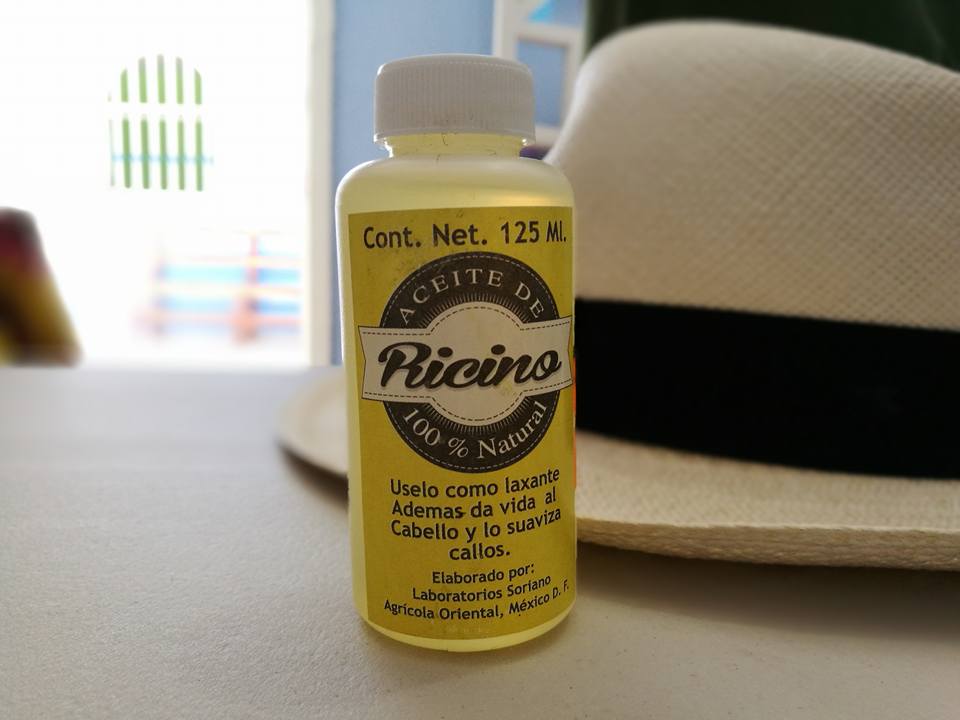 Cont. Net. 125 Ml.
ACEITE DE
Ricino
100 % Natural
Uselo como laxante
Ademas da vida al
Cabello y lo suaviza
callos.
Elaborado por:
Laboratorios Soriano
Agrícola Oriental, México D. F.